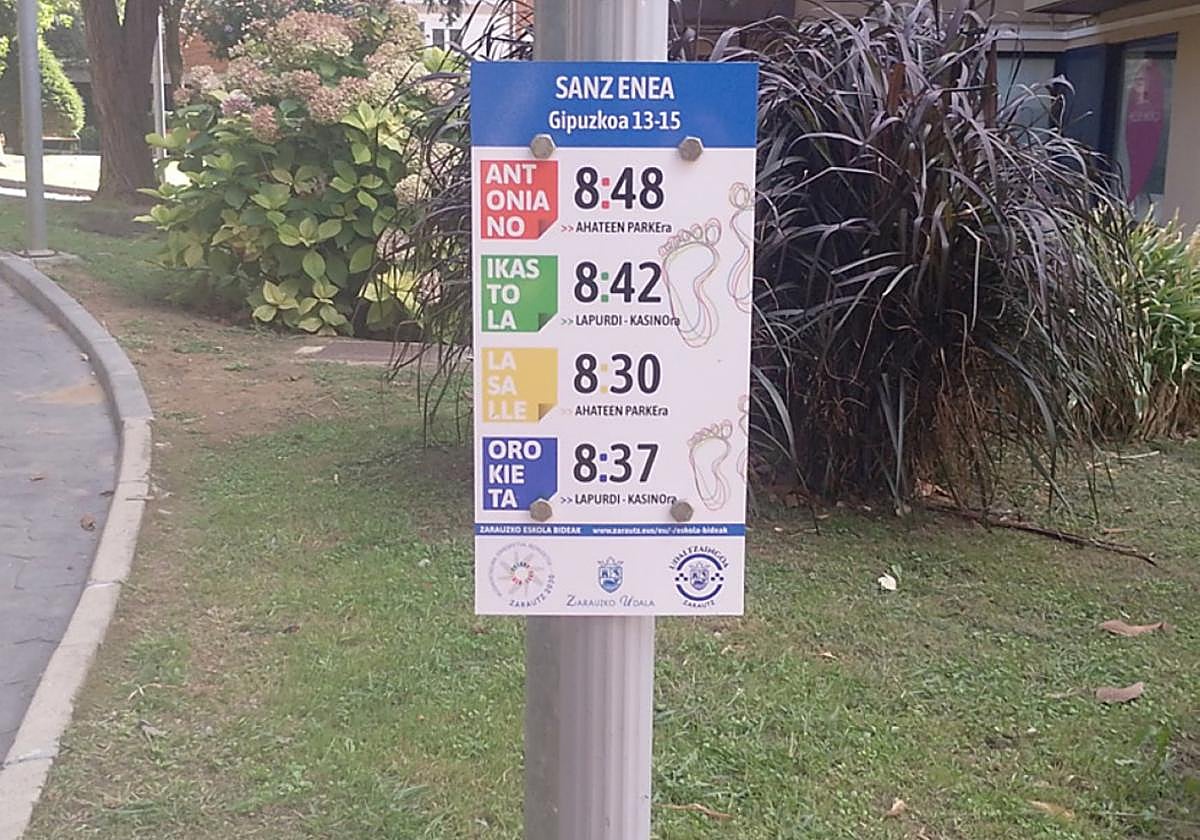 SANZ ENEA
Gipuzkoa 13-15
ANT
ONIA
NO
8:48
>> AHATEEN PARKEra
IKAS
TO
LA
8:42
>> LAPURDI - KASINOra
LA
SA
LLE
8:30
>> AHATEEN PARKEra
ORO
KIE
TA
8:37
>> LAPURDI - KASINOra
ZARAUZKO ESKOLA BIDEAK www.zarautz.eus/eu/-/eskola-bideak
ZARAUTZ 2030
ZARAUZKO UDALA
UDALTZAINGOA
ZARAUTZ